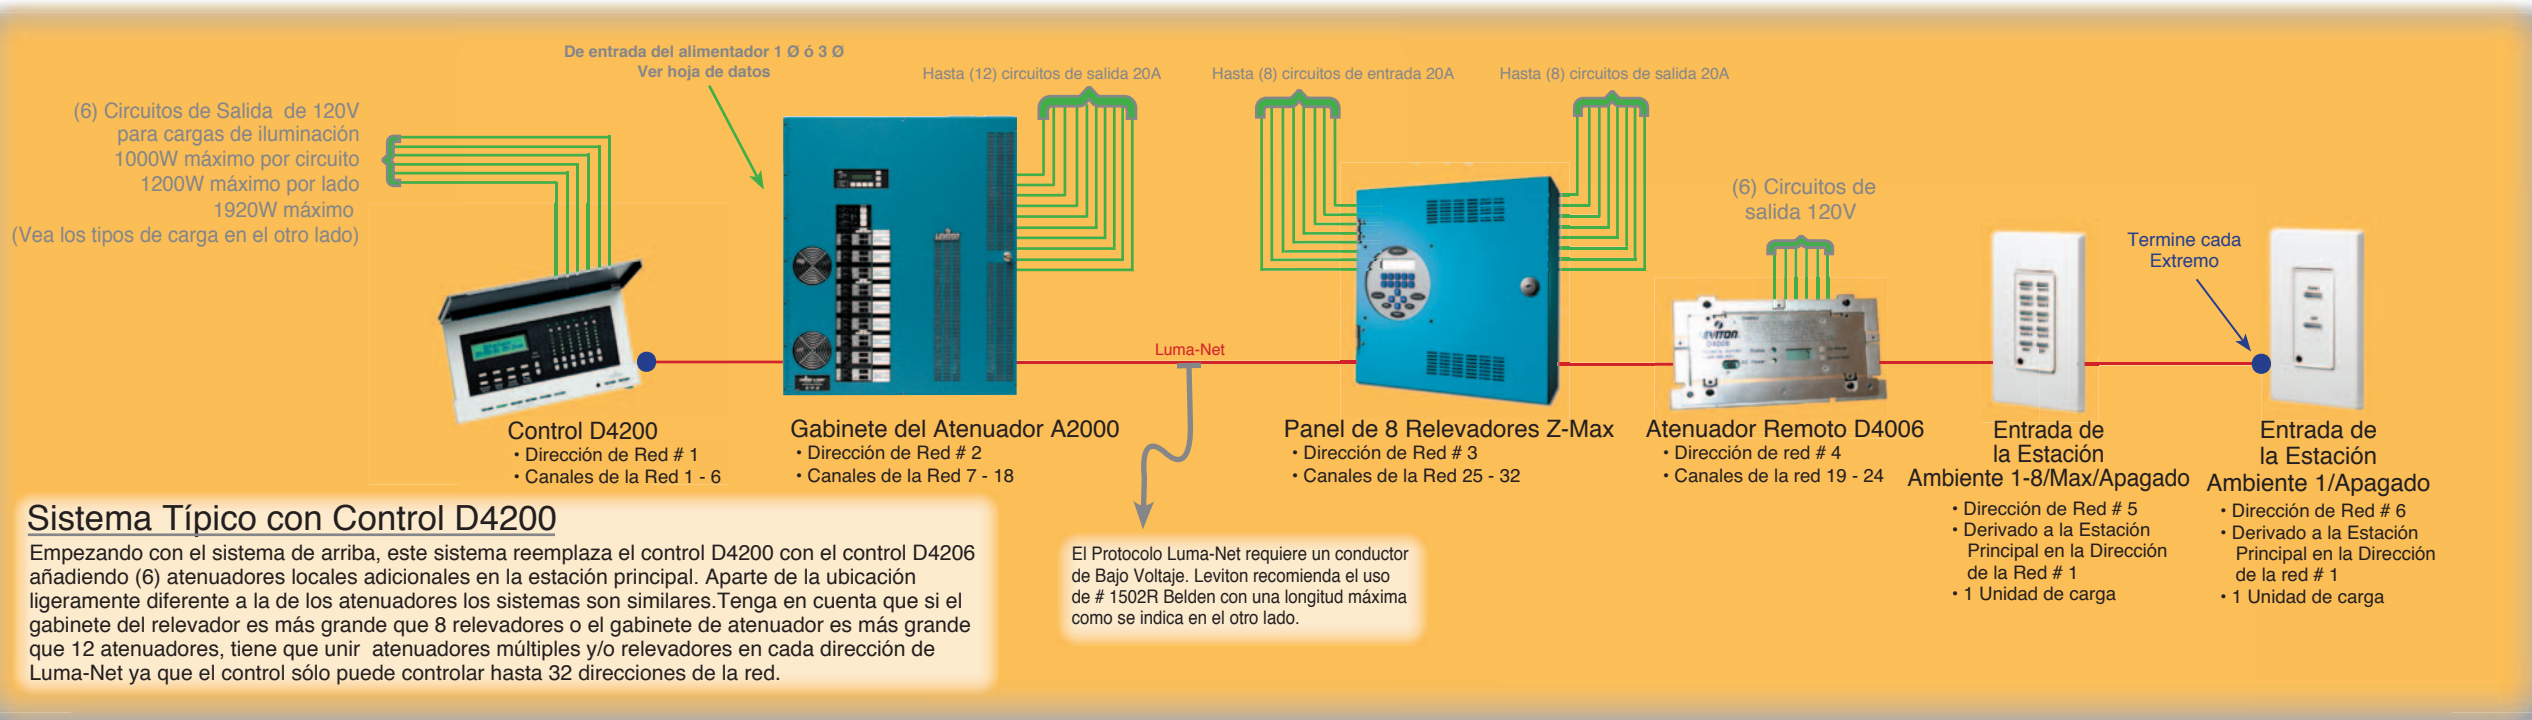 De entrada del alimentador 1 Ø ó 3 Ø
Ver hoja de datos
Hasta (12) circuitos de salida 20A
Hasta (8) circuitos de entrada 20A
Hasta (8) circuitos de salida 20A
(6) Circuitos de Salida de 120V
para cargas de iluminación
1000W máximo por circuito
1200W máximo por lado
1920W máximo
(Vea los tipos de carga en el otro lado)
(6) Circuitos de
salida 120V
Termine cada
Extremo
Luma-Net
LEVITON
D4006
Control D4200
• Dirección de Red # 1
• Canales de la Red 1 - 6
Gabinete del Atenuador A2000
• Dirección de Red # 2
• Canales de la Red 7 - 18
Panel de 8 Relevadores Z-Max
• Dirección de Red # 3
• Canales de la Red 25 - 32
Atenuador Remoto D4006
• Dirección de red # 4
• Canales de la red 19 - 24
Entrada de
la Estación
Ambiente 1-8/Max/Apagado
• Dirección de Red # 5
• Derivado a la Estación
Principal en la Dirección
de la Red # 1
• 1 Unidad de carga
Entrada de
la Estación
Ambiente 1/Apagado
• Dirección de Red # 6
• Derivado a la Estación
Principal en la Dirección
de la red # 1
• 1 Unidad de carga
Sistema Típico con Control D4200
Empezando con el sistema de arriba, este sistema reemplaza el control D4200 con el control D4206
añadiendo (6) atenuadores locales adicionales en la estación principal. Aparte de la ubicación
ligeramente diferente a la de los atenuadores los sistemas son similares.Tenga en cuenta que si el
gabinete del relevador es más grande que 8 relevadores o el gabinete de atenuador es más grande
que 12 atenuadores, tiene que unir atenuadores múltiples y/o relevadores en cada dirección de
Luma-Net ya que el control sólo puede controlar hasta 32 direcciones de la red.
El Protocolo Luma-Net requiere un conductor
de Bajo Voltaje. Leviton recomienda el uso
de # 1502R Belden con una longitud máxima
como se indica en el otro lado.